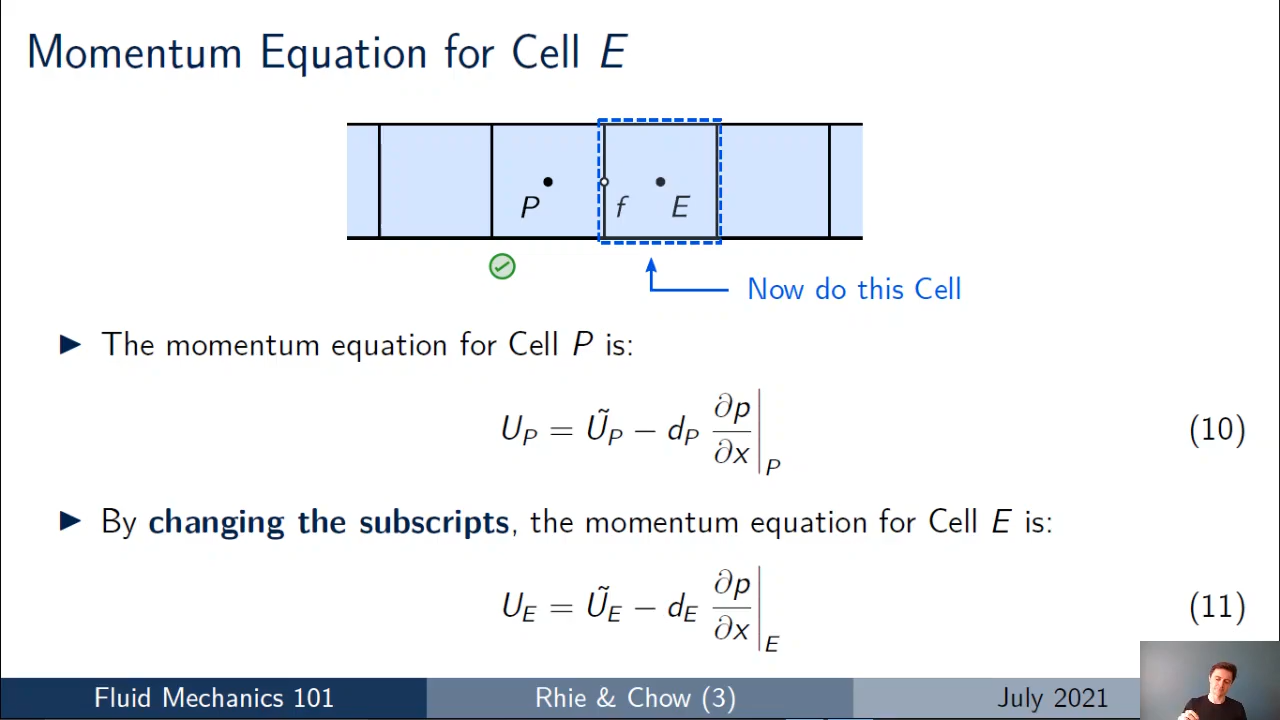 Momentum Equation for Cell E
P f E
Now do this Cell
▶ The momentum equation for Cell P is:
U_P = Ũ_P − d_P ∂p/∂x|_P (10)
▶ By changing the subscripts, the momentum equation for Cell E is:
U_E = Ũ_E − d_E ∂p/∂x|_E (11)
Fluid Mechanics 101 Rhie & Chow (3) July 2021